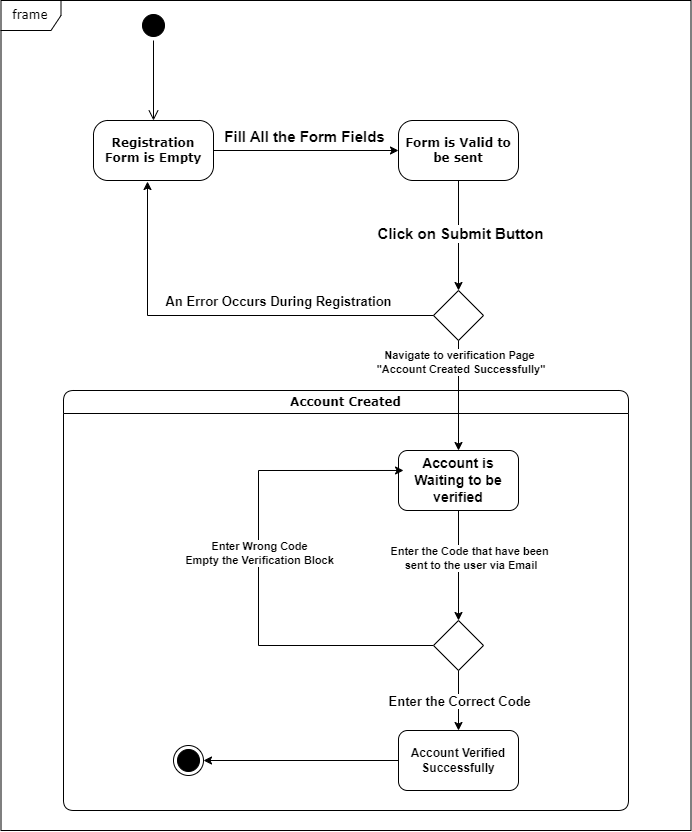 frame
Registration
Form is Empty
Fill All the Form Fields
Form is Valid to
be sent
Click on Submit Button
An Error Occurs During Registration
Navigate to verification Page
"Account Created Successfully"
Account Created
Account is
Waiting to be
verified
Enter Wrong Code
Empty the Verification Block
Enter the Code that have been
sent to the user via Email
Enter the Correct Code
Account Verified
Successfully